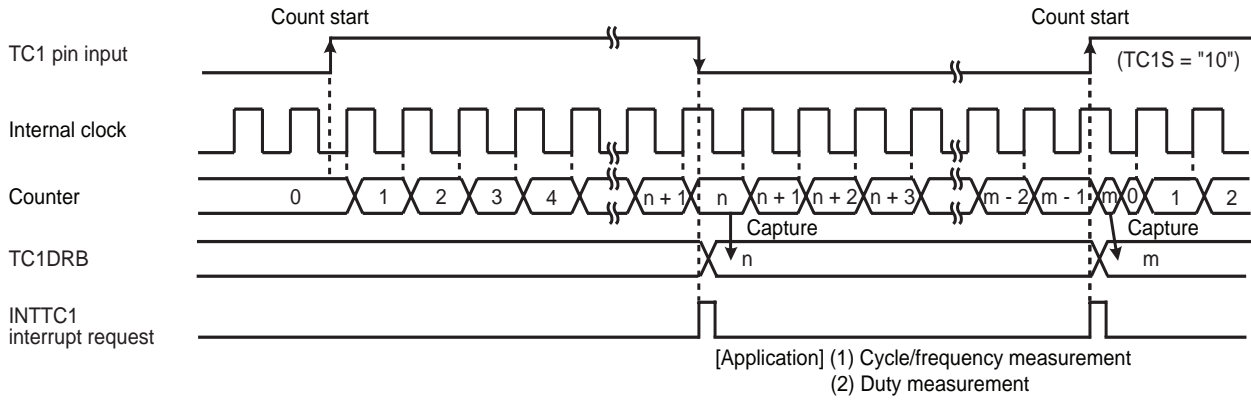 Count start Count start
TC1 pin input
(TC1S = "10")
Internal clock
Counter 0 1 2 3 4 n + 1 n n + 1 n + 2 n + 3 m - 2 m - 1 m 0 1 2
Capture Capture
TC1DRB n m
INTTC1
interrupt request
[Application] (1) Cycle/frequency measurement
(2) Duty measurement